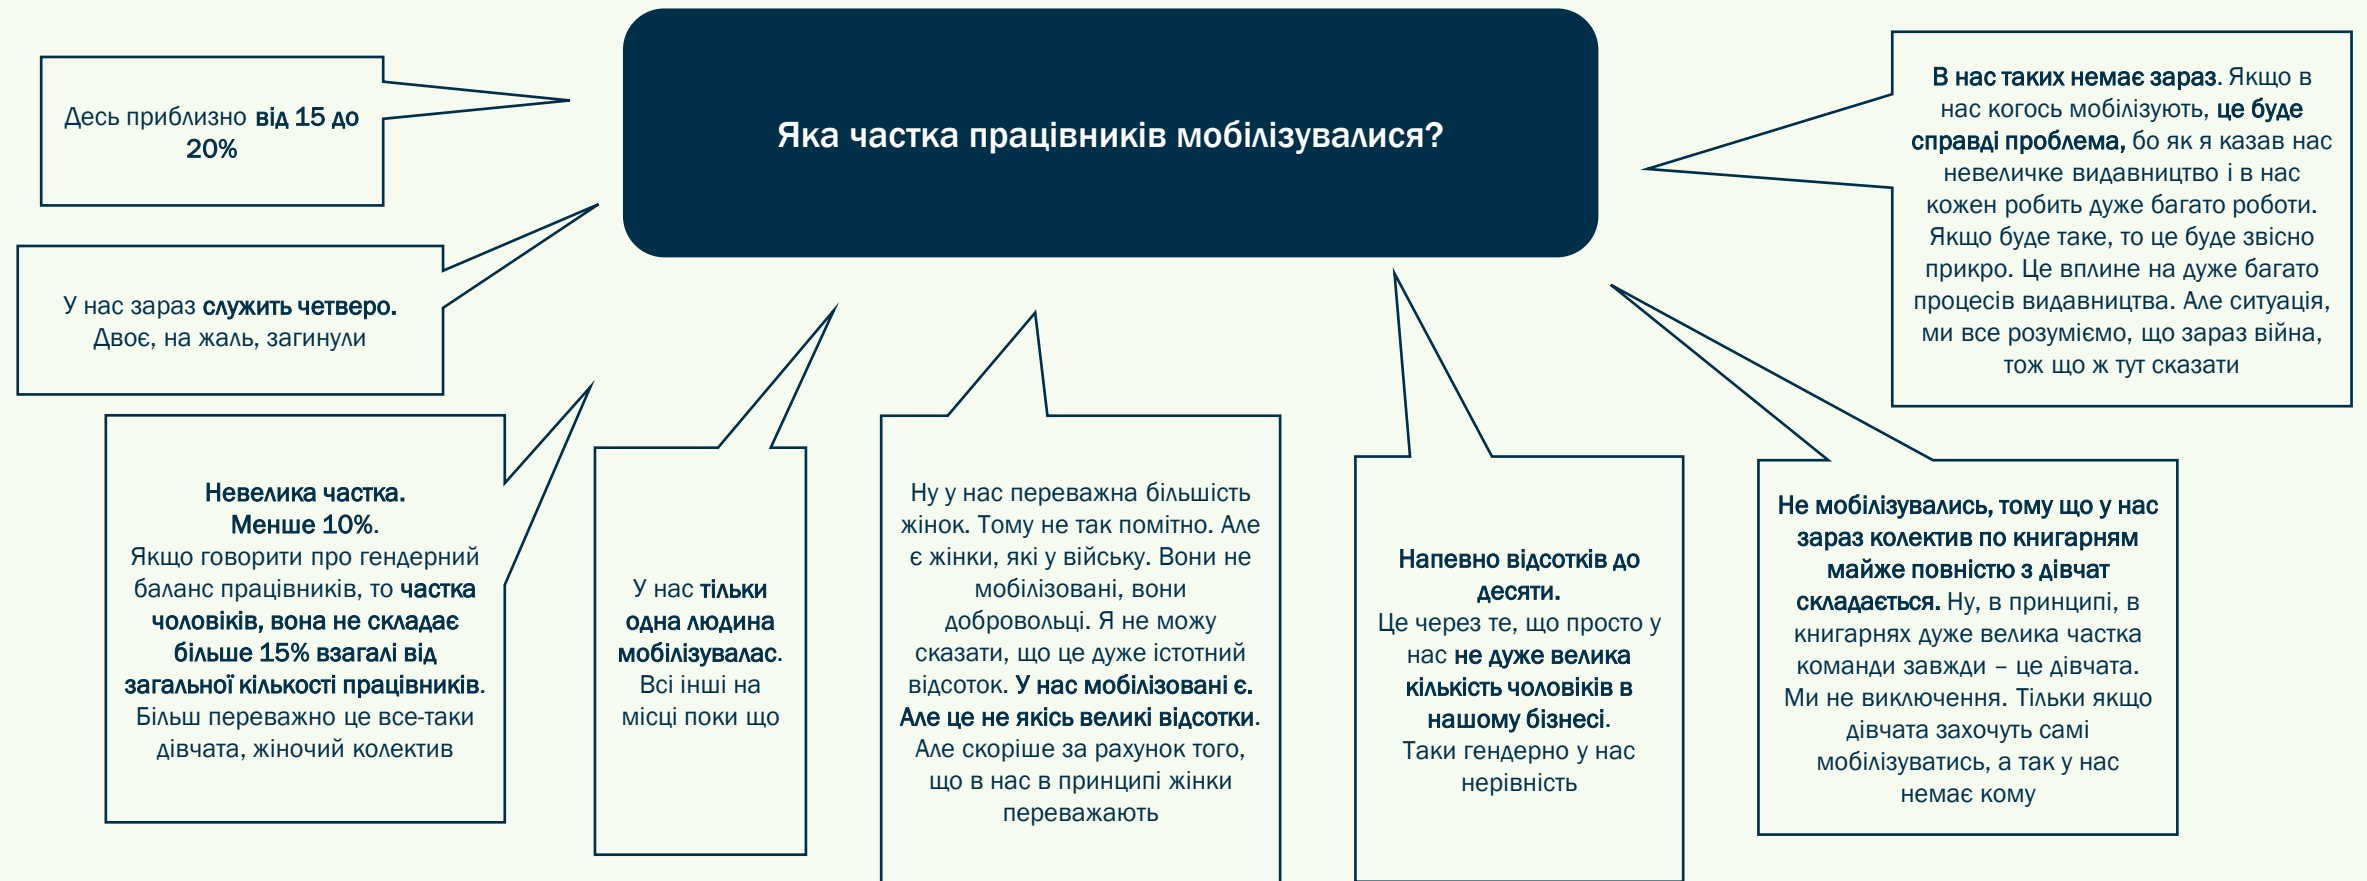 Яка частка працівників мобілізувалися?
Десь приблизно від 15 до
20%
У нас зараз служить четверо.
Двоє, на жаль, загинули
Невелика частка.
Менше 10%.
Якщо говорити про гендерний
баланс працівників, то частка
чоловіків, вона не складає
більше 15% взагалі від
загальної кількості працівників.
Більш переважно це все-таки
дівчата, жіночий колектив
У нас тільки
одна людина
мобілізувалас.
Всі інші на
місці поки що
Ну у нас переважна більшість
жінок. Тому не так помітно. Але
є жінки, які у війську. Вони не
мобілізовані, вони
добровольці. Я не можу
сказати, що це дуже істотний
відсоток. У нас мобілізовані є.
Але це не якісь великі відсотки.
Але скоріше за рахунок того,
що в нас в принципі жінки
переважають
Напевно відсотків до
десяти.
Це через те, що просто у
нас не дуже велика
кількість чоловіків в
нашому бізнесі.
Таки гендерно у нас
нерівність
Не мобілізувались, тому що у нас
зараз колектив по книгарням
майже повністю з дівчат
складається. Ну, в принципі, в
книгарнях дуже велика частка
команди завжди – це дівчата.
Ми не виключення. Тільки якщо
дівчата захочуть самі
мобілізуватись, а так у нас
немає кому
В нас таких немає зараз. Якщо в
нас когось мобілізують, це буде
справді проблема, бо як я казав нас
невеличке видавництво і в нас
кожен робить дуже багато роботи.
Якщо буде таке, то це буде звісно
прикро. Це вплине на дуже багато
процесів видавництва. Але ситуація,
ми все розуміємо, що зараз війна,
тож що ж тут сказати